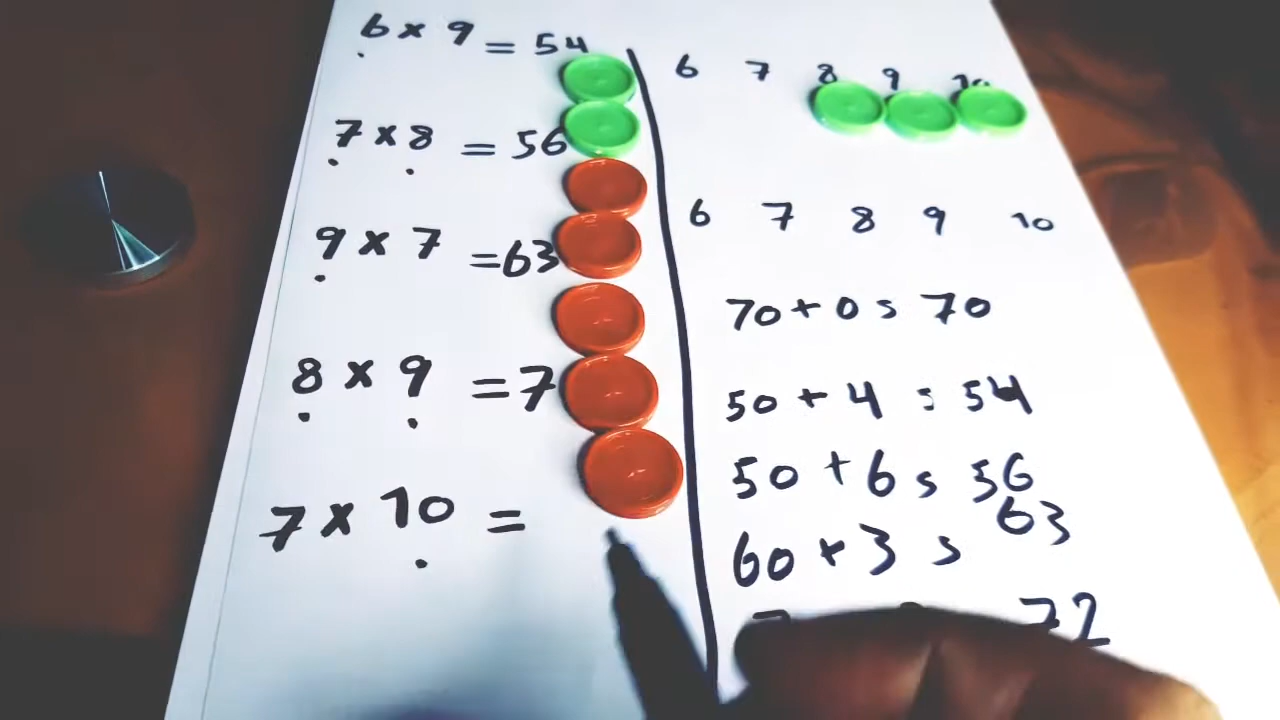 6 x 9 = 54
7 x 8 = 56
9 x 7 = 63
8 x 9 = 7
7 x 10 =
6 7 8 9 10
6 7 8 9 10
70 + 0 = 70
50 + 4 = 54
50 + 6 = 56
60 + 3 = 63
72